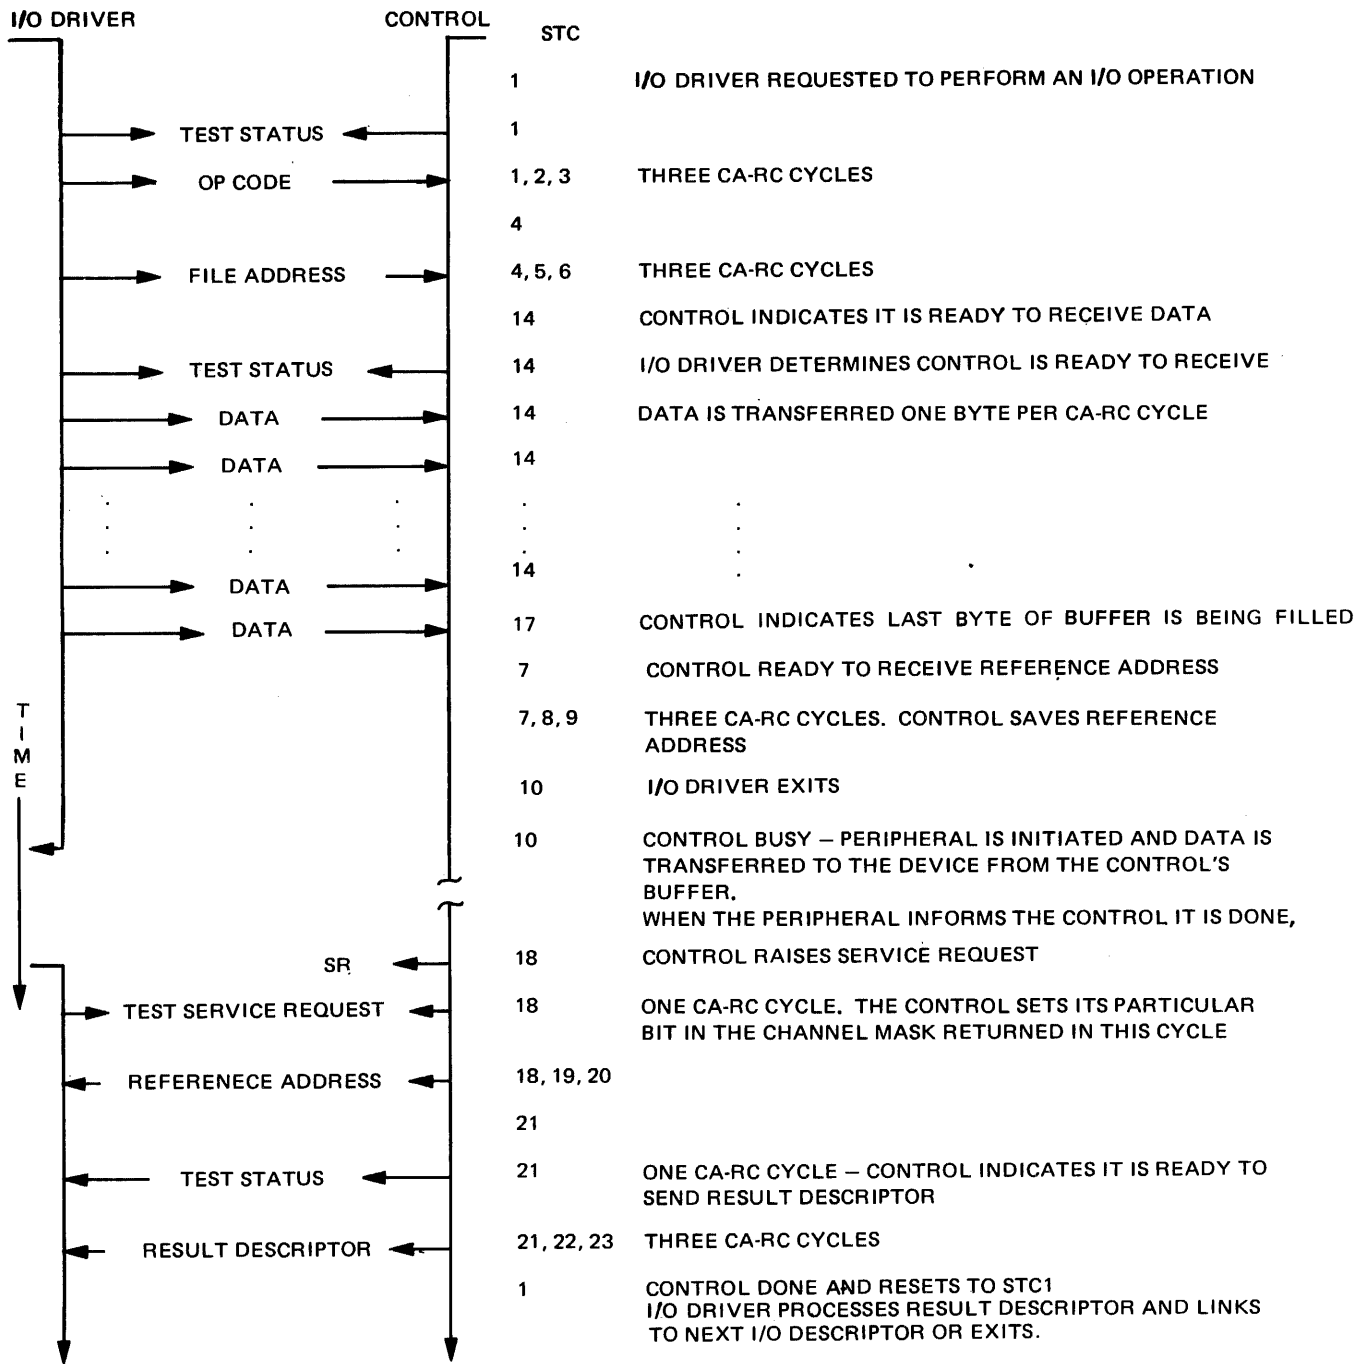 I/O DRIVER CONTROL STC
1 I/O DRIVER REQUESTED TO PERFORM AN I/O OPERATION
TEST STATUS 1
OP CODE 1, 2, 3 THREE CA-RC CYCLES
4
FILE ADDRESS 4, 5, 6 THREE CA-RC CYCLES
14 CONTROL INDICATES IT IS READY TO RECEIVE DATA
TEST STATUS 14 I/O DRIVER DETERMINES CONTROL IS READY TO RECEIVE
DATA 14 DATA IS TRANSFERRED ONE BYTE PER CA-RC CYCLE
DATA 14
14
DATA
DATA 17 CONTROL INDICATES LAST BYTE OF BUFFER IS BEING FILLED
7 CONTROL READY TO RECEIVE REFERENCE ADDRESS
TIME
7, 8, 9 THREE CA-RC CYCLES. CONTROL SAVES REFERENCE
ADDRESS
10 I/O DRIVER EXITS
10 CONTROL BUSY – PERIPHERAL IS INITIATED AND DATA IS
TRANSFERRED TO THE DEVICE FROM THE CONTROL'S
BUFFER.
WHEN THE PERIPHERAL INFORMS THE CONTROL IT IS DONE,
SR 18 CONTROL RAISES SERVICE REQUEST
TEST SERVICE REQUEST 18 ONE CA-RC CYCLE. THE CONTROL SETS ITS PARTICULAR
BIT IN THE CHANNEL MASK RETURNED IN THIS CYCLE
REFERENECE ADDRESS 18, 19, 20
21
TEST STATUS 21 ONE CA-RC CYCLE – CONTROL INDICATES IT IS READY TO
SEND RESULT DESCRIPTOR
RESULT DESCRIPTOR 21, 22, 23 THREE CA-RC CYCLES
1 CONTROL DONE AND RESETS TO STC1
I/O DRIVER PROCESSES RESULT DESCRIPTOR AND LINKS
TO NEXT I/O DESCRIPTOR OR EXITS.